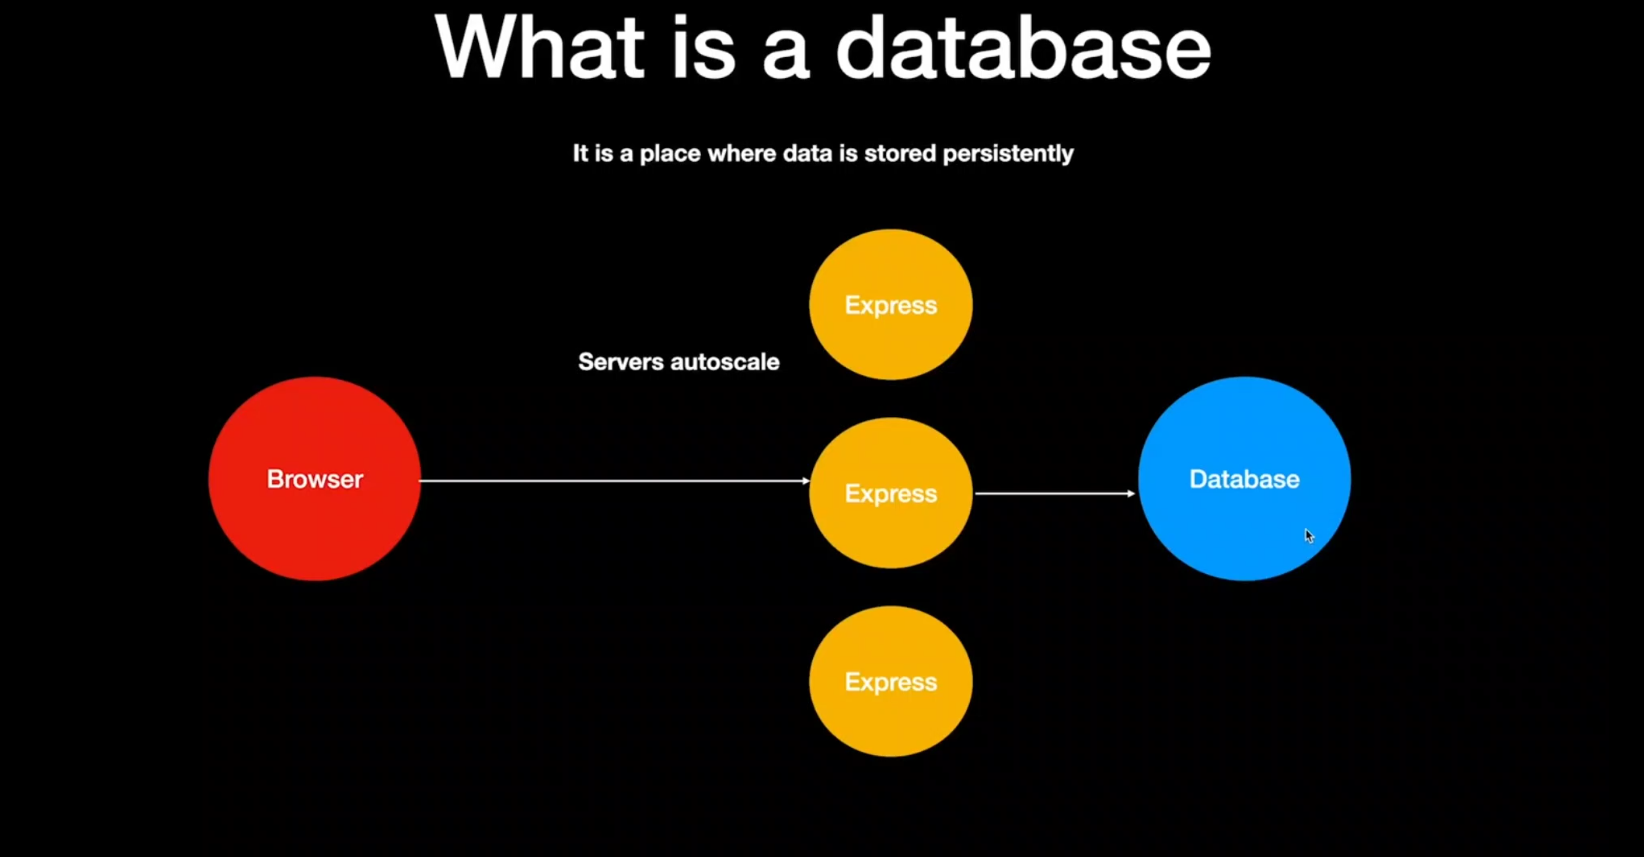 What is a database
It is a place where data is stored persistently
Express
Servers autoscale
Browser
Express
Database
Express